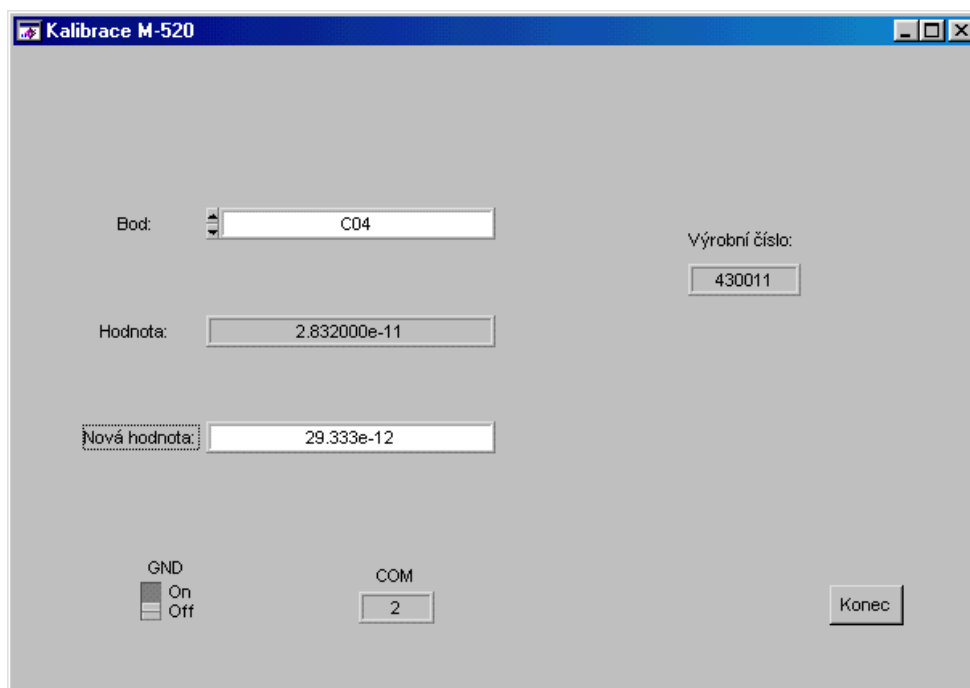 Kalibrace M-520
Bod:
C04
Výrobní číslo:
430011
Hodnota:
2.832000e-11
Nová hodnota:
29.333e-12
GND
On
Off
COM
2
Konec